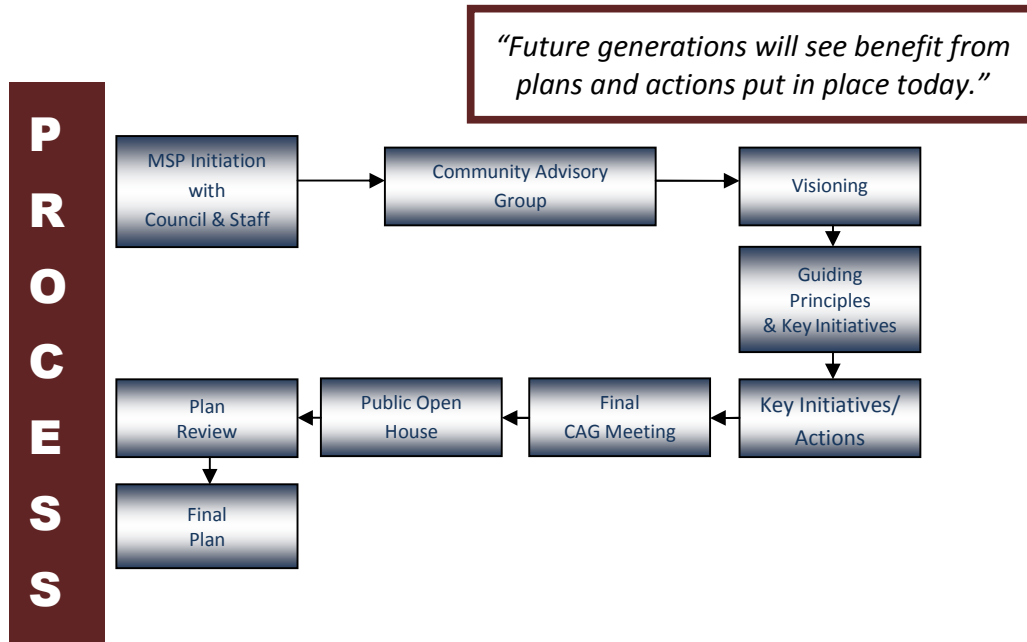 “Future generations will see benefit from
plans and actions put in place today.”
P
R
O
C
E
S
S
MSP Initiation
with
Council & Staff
Community Advisory
Group
Visioning
Guiding
Principles
& Key Initiatives
Key Initiatives/
Actions
Final
CAG Meeting
Public Open
House
Plan
Review
Final
Plan